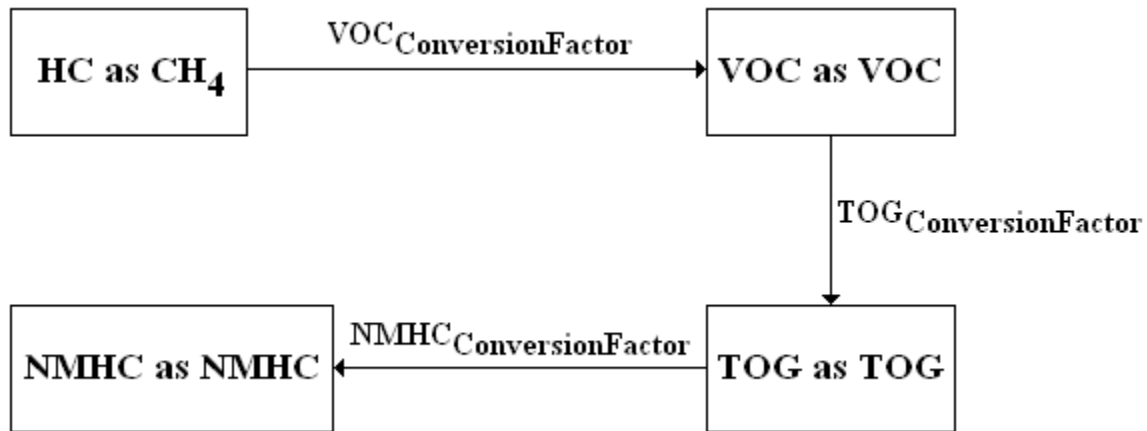 HC as CH4
VOCConversionFactor
VOC as VOC
TOGConversionFactor
NMHC as NMHC
NMHCConversionFactor
TOG as TOG